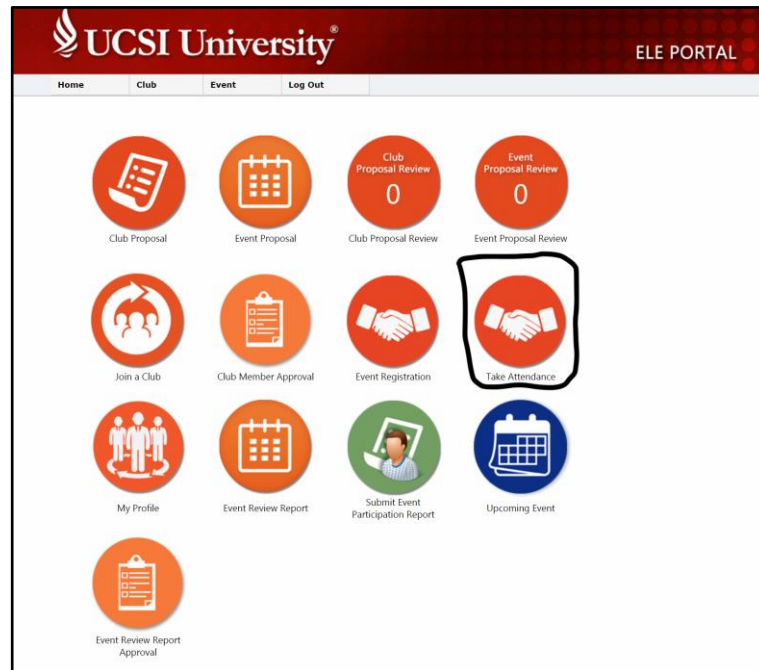 UCSI University®
ELE PORTAL
Home Club Event Log Out
Club
Proposal Review
0
Event
Proposal Review
0
Club Proposal Event Proposal Club Proposal Review Event Proposal Review
Join a Club Club Member Approval Event Registration Take Attendance
My Profile Event Review Report Submit Event
Participation Report Upcoming Event
Event Review Report
Approval